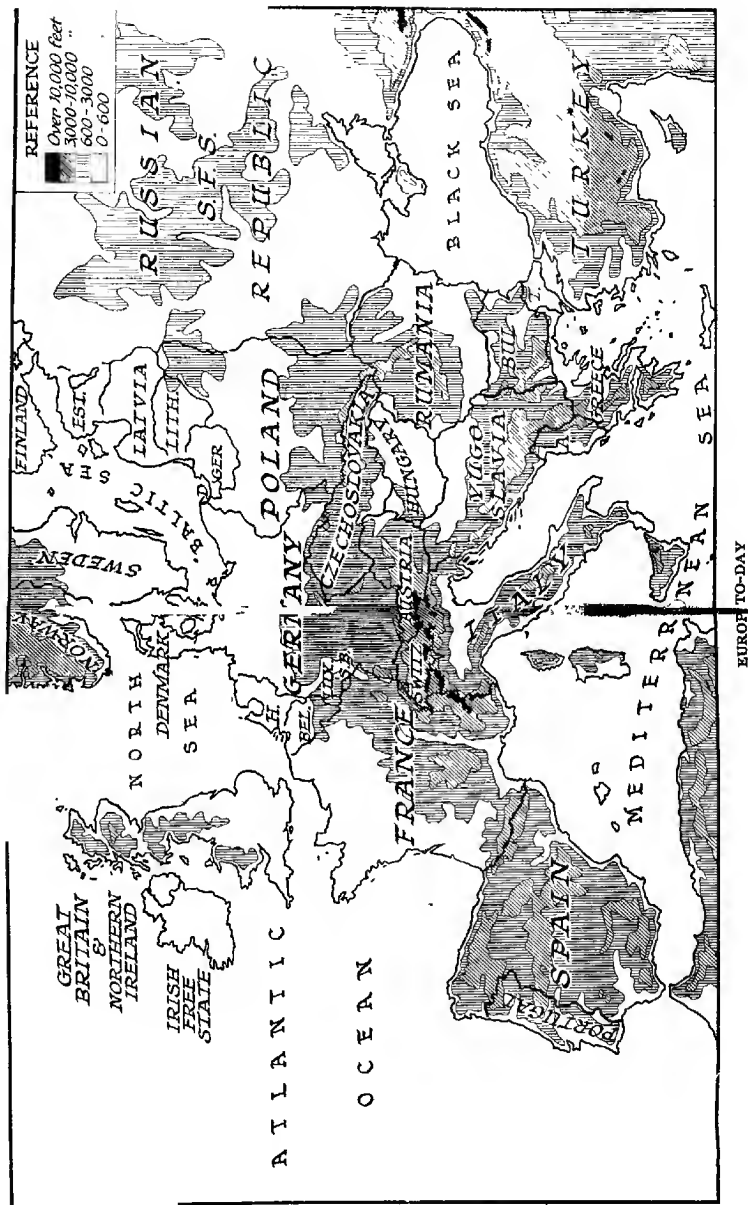 REFERENCE
Over 10,000 feet
3000-10,000 "
600-3000
0-600
RUSSIAN
S.F.S.
REPUBLIC
FINLAND
EST.
LATVIA
LITH.
GER
D.
BALTIC
SEA
SWEDEN
NORWAY
DENMARK
NORTH
SEA
GREAT
BRITAIN
&
NORTHERN
IRELAND
IRISH
FREE
STATE
ATLANTIC
OCEAN
H.
BEL.
LUX.
S.B.
GERMANY
POLAND
CZECHOSLOVAKIA
AUSTRIA
HUNGARY
RUMANIA
FRANCE
SWITZ.
ITALY
YUGO
SLAVIA
BUL
GREECE
T.
TURKEY
BLACK SEA
SPAIN
PORTUGAL
MEDITERRANEAN SEA
EUROPE TO-DAY